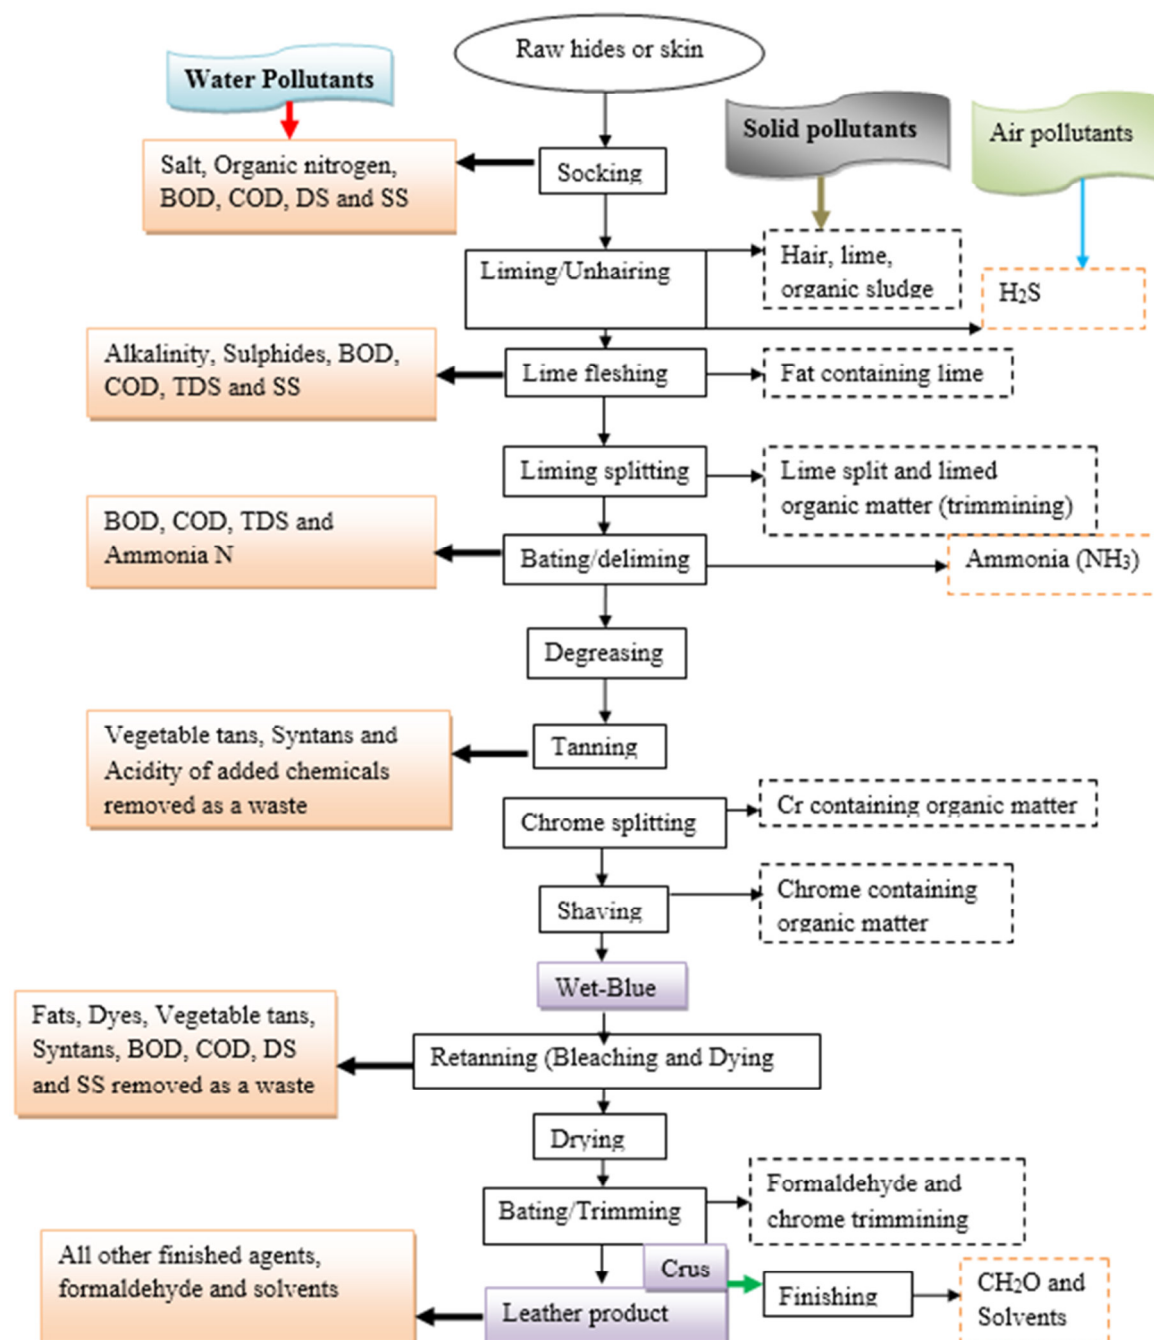 Raw hides or skin
Water Pollutants
Solid pollutants
Air pollutants
Salt, Organic nitrogen,
BOD, COD, DS and SS
Socking
Liming/Unhairing
Hair, lime,
organic sludge
H₂S
Alkalinity, Sulphides, BOD,
COD, TDS and SS
Lime fleshing
Fat containing lime
Liming splitting
Lime split and limed
organic matter (trimmining)
BOD, COD, TDS and
Ammonia N
Bating/deliming
Ammonia (NH₃)
Degreasing
Vegetable tans, Syntans and
Acidity of added chemicals
removed as a waste
Tanning
Chrome splitting
Cr containing organic matter
Shaving
Chrome containing
organic matter
Wet-Blue
Fats, Dyes, Vegetable tans,
Syntans, BOD, COD, DS
and SS removed as a waste
Retanning (Bleaching and Dying
Drying
Bating/Trimming
Formaldehyde and
chrome trimmining
All other finished agents,
formaldehyde and solvents
Crus
Leather product
Finishing
CH₂O and
Solvents